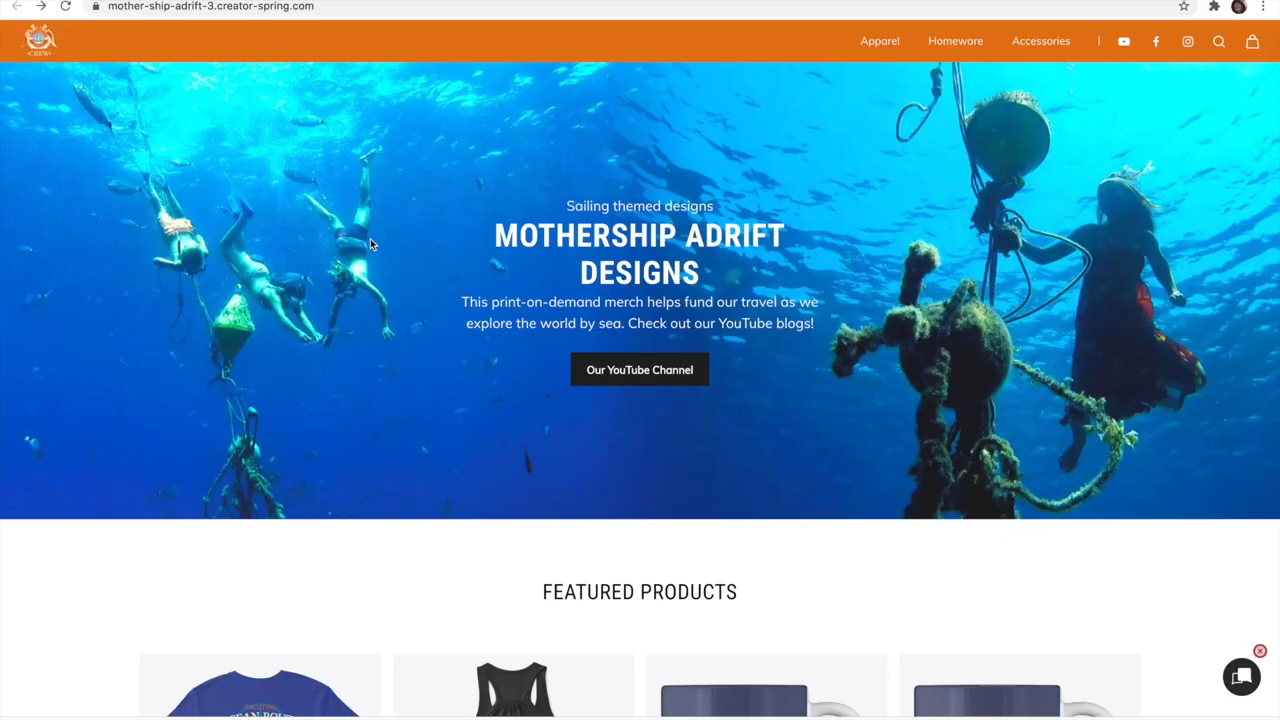 mother-ship-adrift-3.creator-spring.com
•CREW•
Apparel
Homeware
Accessories
Sailing themed designs
MOTHERSHIP ADRIFT
DESIGNS
This print-on-demand merch helps fund our travel as we
explore the world by sea. Check out our YouTube blogs!
Our YouTube Channel
FEATURED PRODUCTS